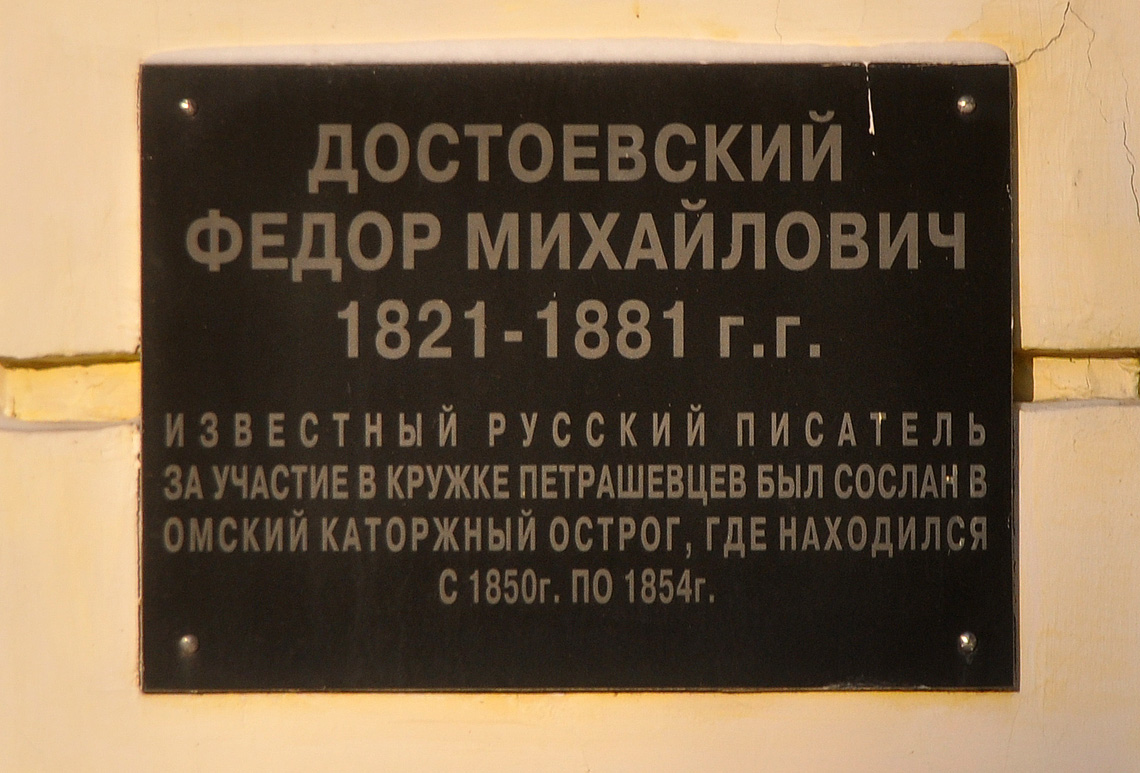 ДОСТОЕВСКИЙ
ФЕДОР МИХАЙЛОВИЧ
1821-1881 г.г.
ИЗВЕСТНЫЙ РУССКИЙ ПИСАТЕЛЬ
ЗА УЧАСТИЕ В КРУЖКЕ ПЕТРАШЕВЦЕВ БЫЛ СОСЛАН В
ОМСКИЙ КАТОРЖНЫЙ ОСТРОГ, ГДЕ НАХОДИЛСЯ
С 1850г. ПО 1854г.